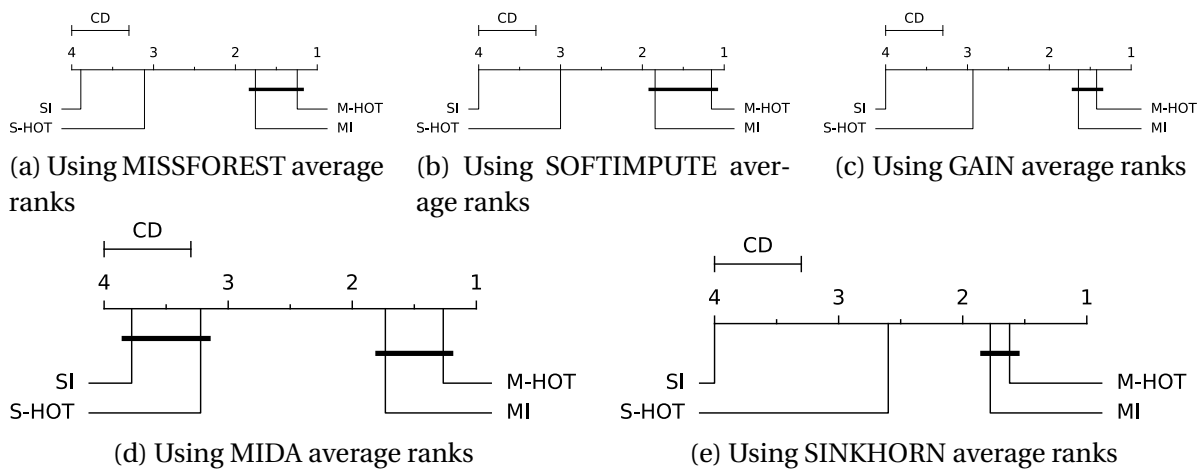 CD
4 3 2 1
SI M-HOT
S-HOT MI
(a) Using MISSFOREST average
ranks
CD
4 3 2 1
SI M-HOT
S-HOT MI
(b) Using SOFTIMPUTE aver-
age ranks
CD
4 3 2 1
SI M-HOT
S-HOT MI
(c) Using GAIN average ranks
CD
4 3 2 1
SI M-HOT
S-HOT MI
(d) Using MIDA average ranks
CD
4 3 2 1
SI M-HOT
S-HOT MI
(e) Using SINKHORN average ranks